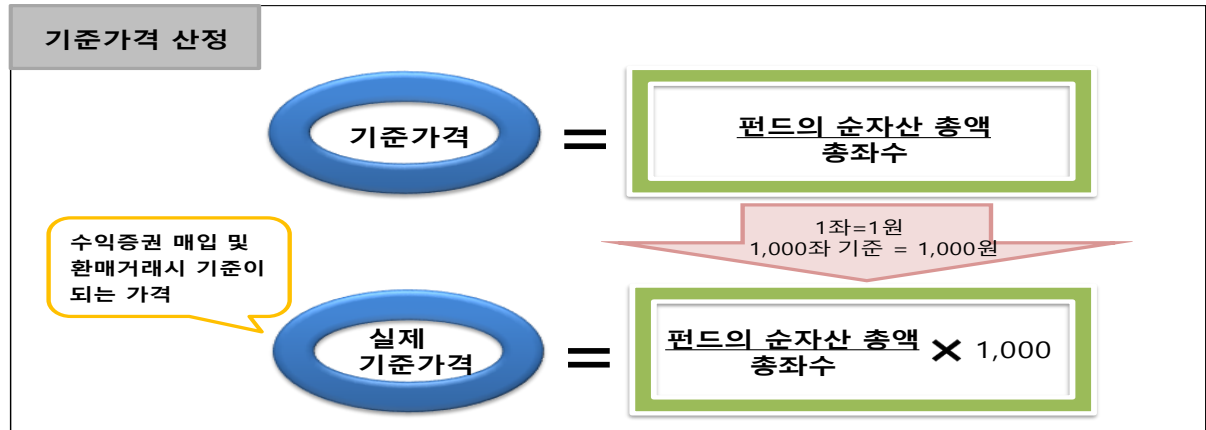 기준가격 산정
기준가격
=
펀드의 순자산 총액
총좌수
1좌=1원
1,000좌 기준 = 1,000원
수익증권 매입 및
환매거래시 기준이
되는 가격
실제
기준가격
=
펀드의 순자산 총액
총좌수
× 1,000